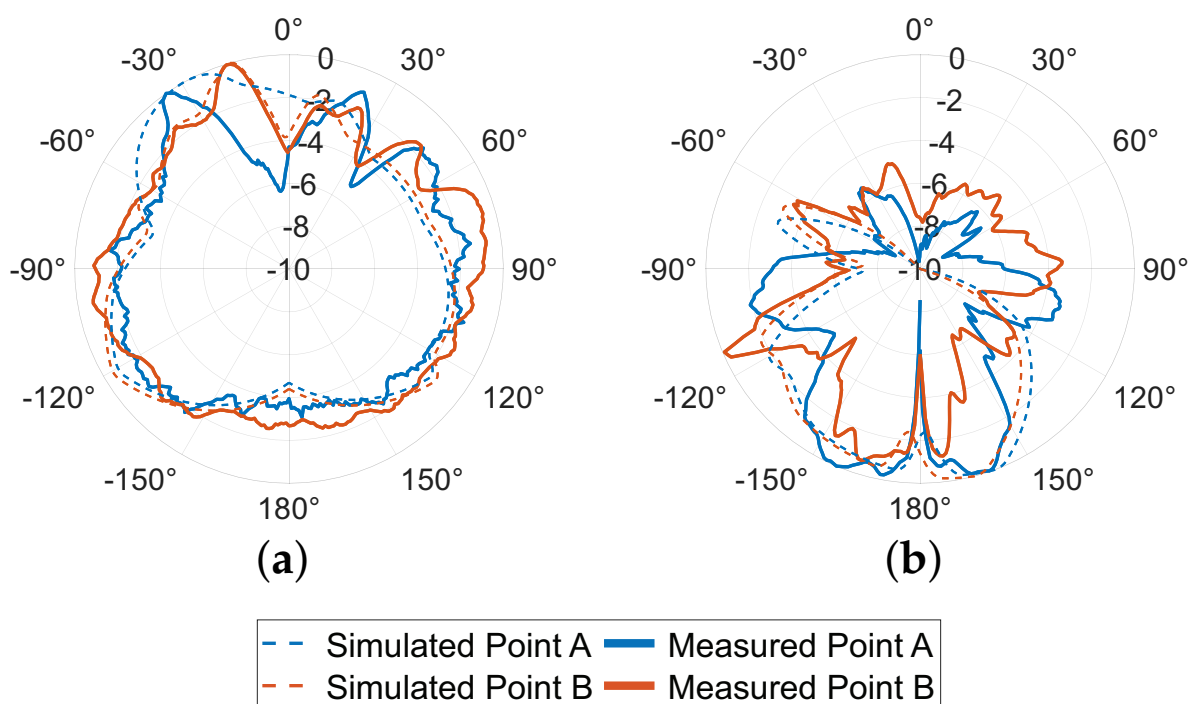 0° 0°
-30° 0 30° -30° 0 30°
-2 -2
-60° -4 60° -60° -4 60°
-6 -6
-8 -8
-90° -10 90° -90° -10 90°
-120° 120° -120° 120°
-150° 150° -150° 150°
180° 180°
(a) (b)
Simulated Point A Measured Point A
Simulated Point B Measured Point B